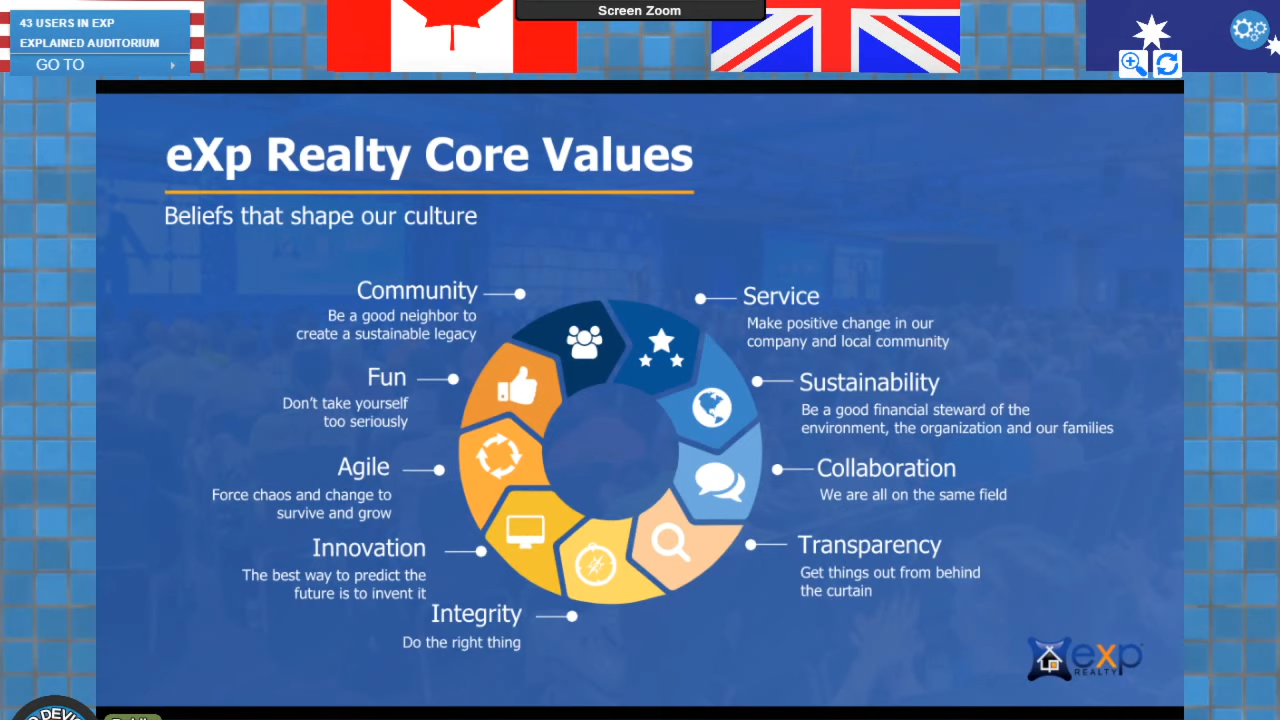 43 USERS IN EXP
EXPLAINED AUDITORIUM
GO TO
Screen Zoom
eXp Realty Core Values
Beliefs that shape our culture
Community
Be a good neighbor to
create a sustainable legacy
Fun
Don't take yourself
too seriously
Agile
Force chaos and change to
survive and grow
Innovation
The best way to predict the
future is to invent it
Integrity
Do the right thing
Service
Make positive change in our
company and local community
Sustainability
Be a good financial steward of the
environment, the organization and our families
Collaboration
We are all on the same field
Transparency
Get things out from behind
the curtain
eXp
REALTY